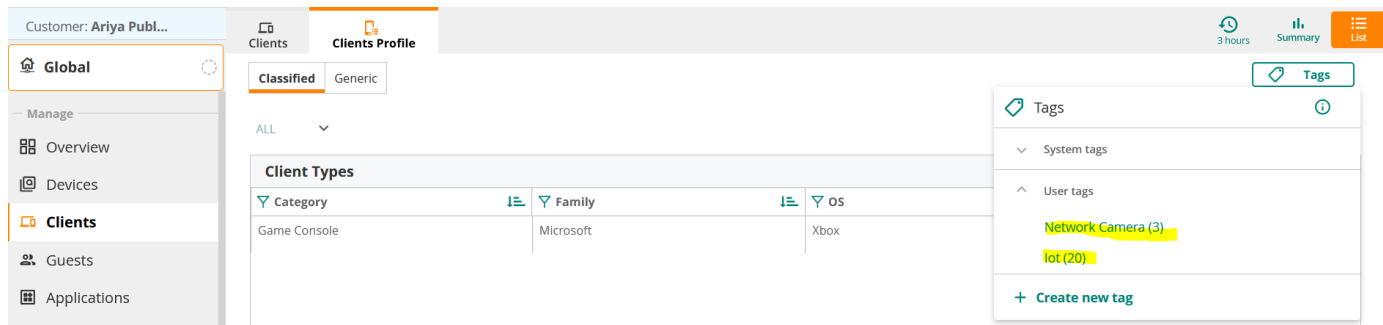 Customer: Ariya Publ...
Clients
Clients Profile
3 hours
Summary
List
Global
Classified
Generic
Tags
Manage
Tags
ALL
Overview
System tags
Client Types
Devices
User tags
Category
Family
OS
Clients
Network Camera (3)
Game Console
Microsoft
Xbox
Iot (20)
Guests
Applications
Create new tag